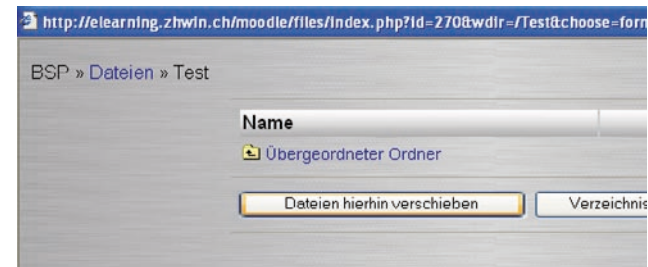 http://elearning.zhwin.ch/moodle/files/index.php?id=270&wdir=/Test&choose=forn
BSP » Dateien » Test
Name
Übergeordneter Ordner
Dateien hierhin verschieben Verzeichnis